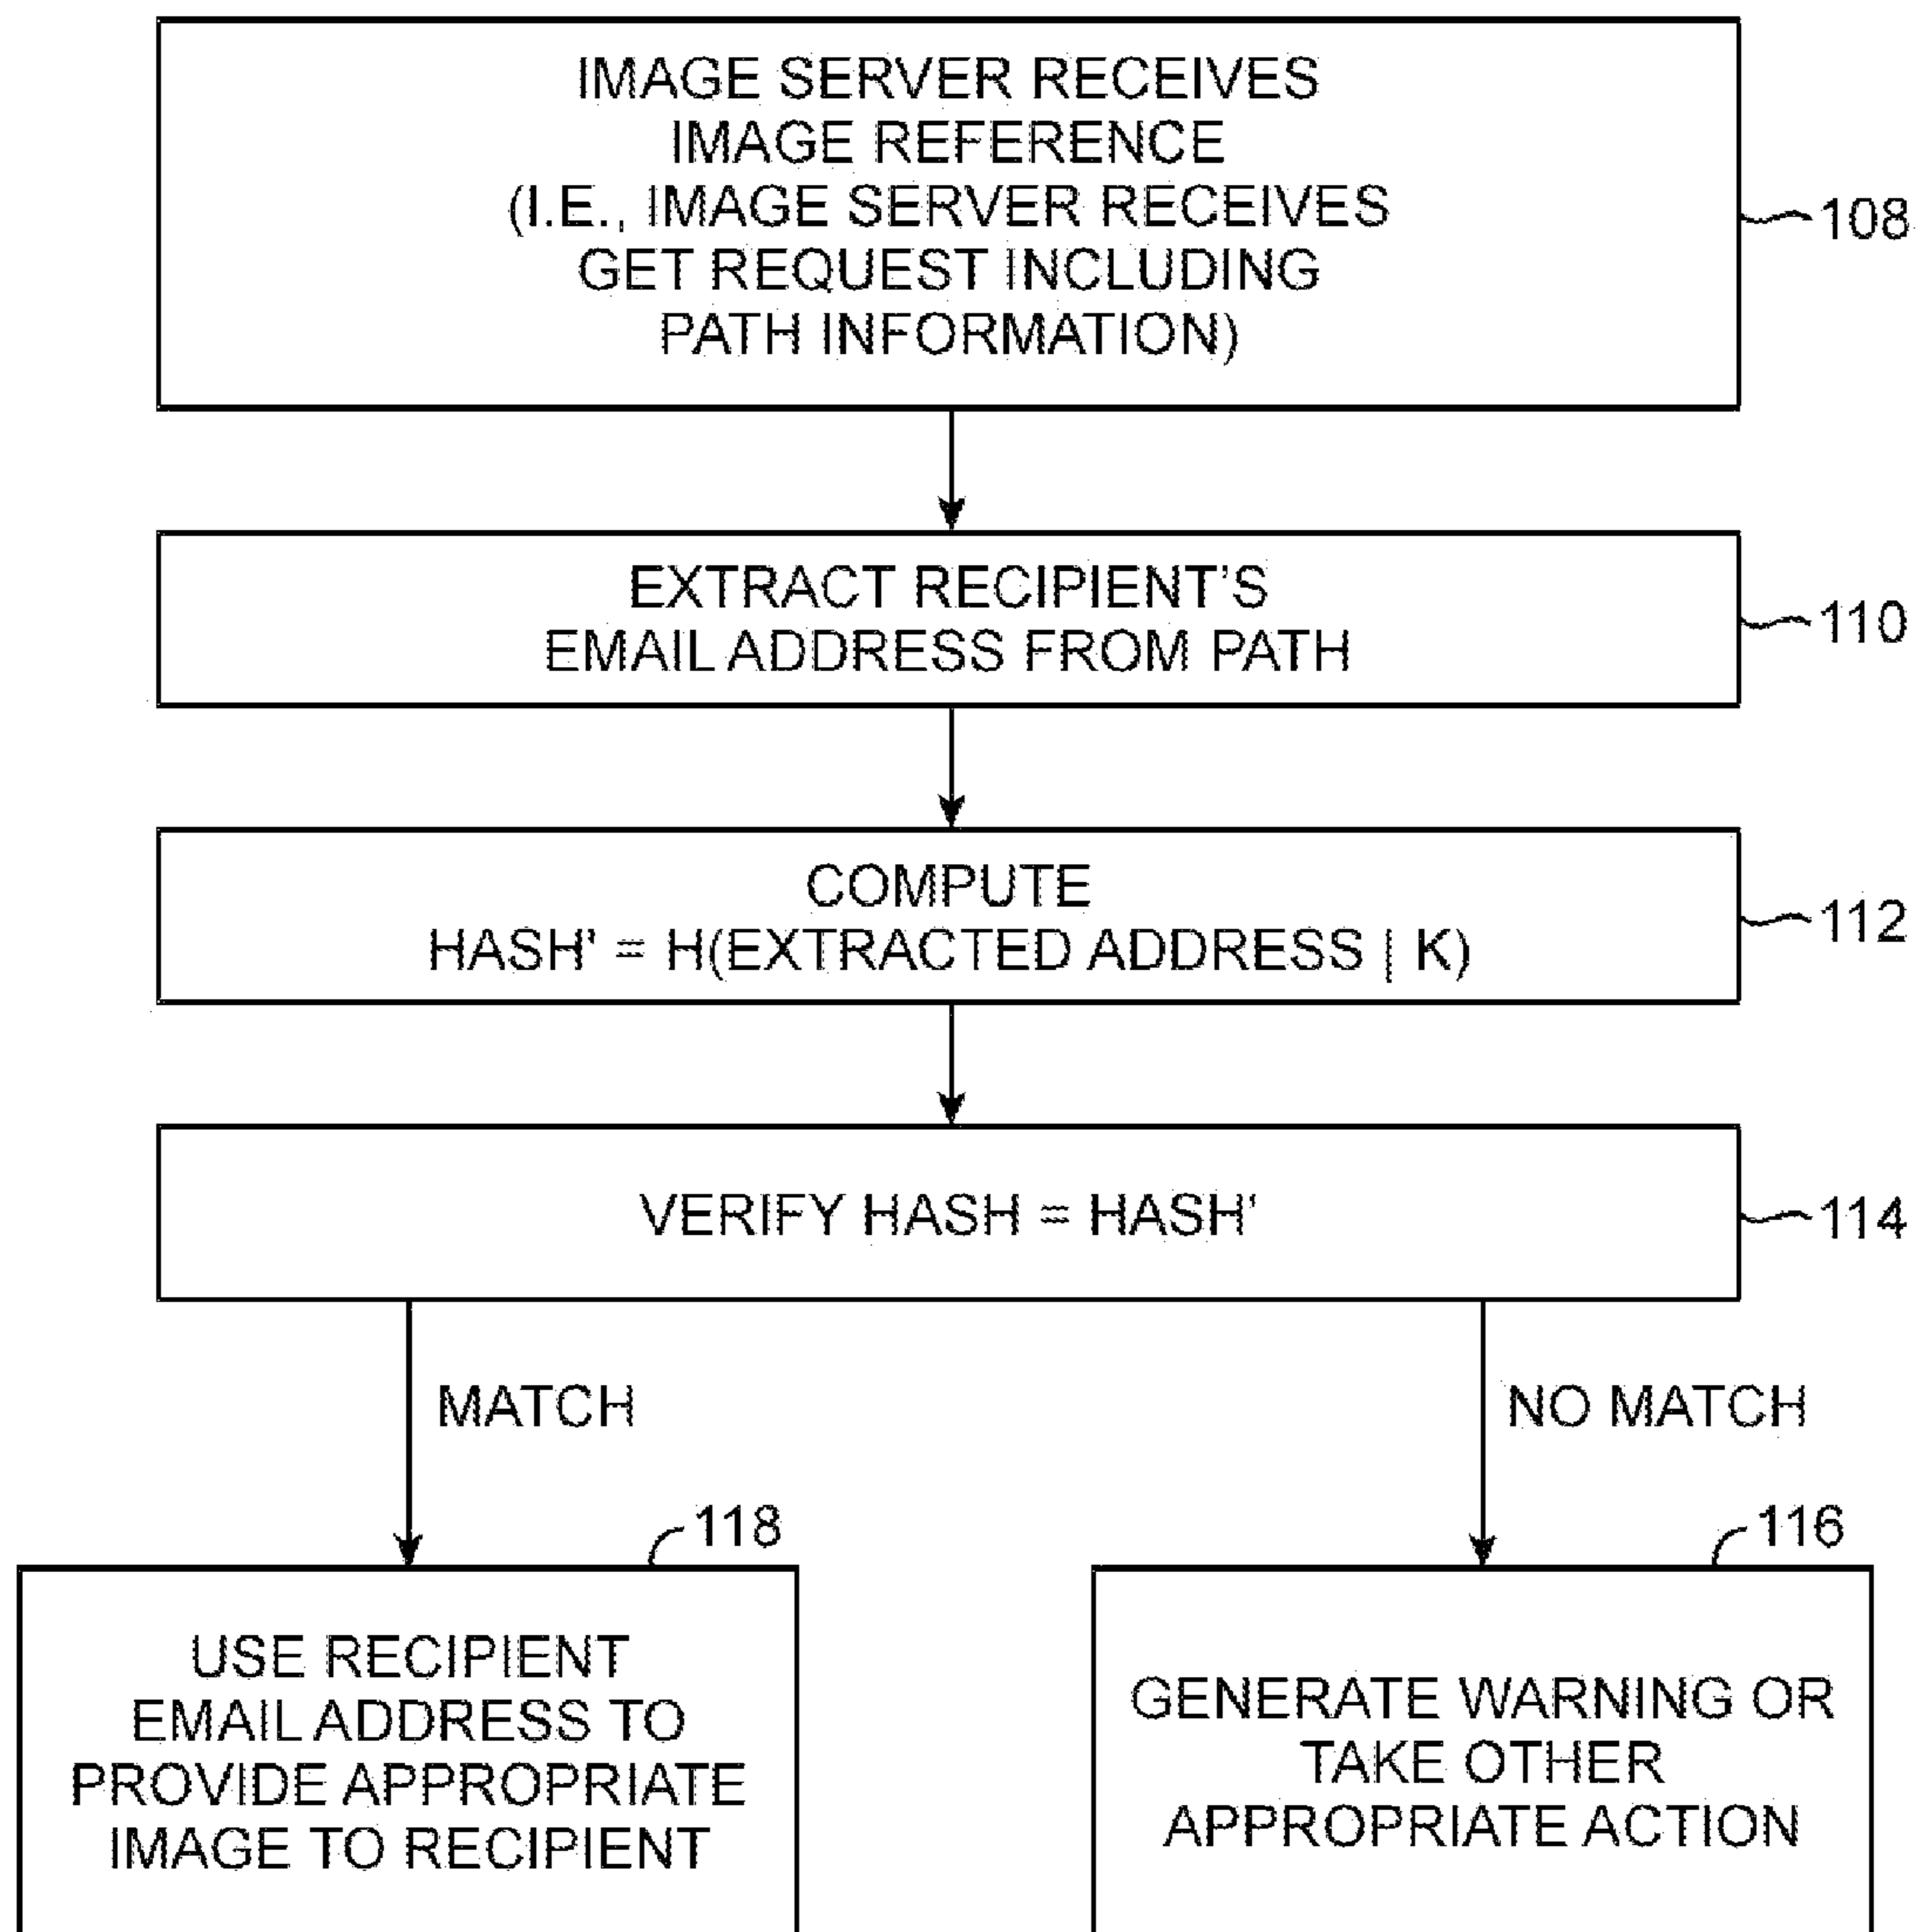 IMAGE SERVER RECEIVES
IMAGE REFERENCE
(I.E., IMAGE SERVER RECEIVES
GET REQUEST INCLUDING
PATH INFORMATION)
108
EXTRACT RECIPIENT'S
EMAIL ADDRESS FROM PATH
110
COMPUTE
HASH' = H(EXTRACTED ADDRESS | K)
112
VERIFY HASH = HASH'
114
MATCH
NO MATCH
118
USE RECIPIENT
EMAIL ADDRESS TO
PROVIDE APPROPRIATE
IMAGE TO RECIPIENT
116
GENERATE WARNING OR
TAKE OTHER
APPROPRIATE ACTION